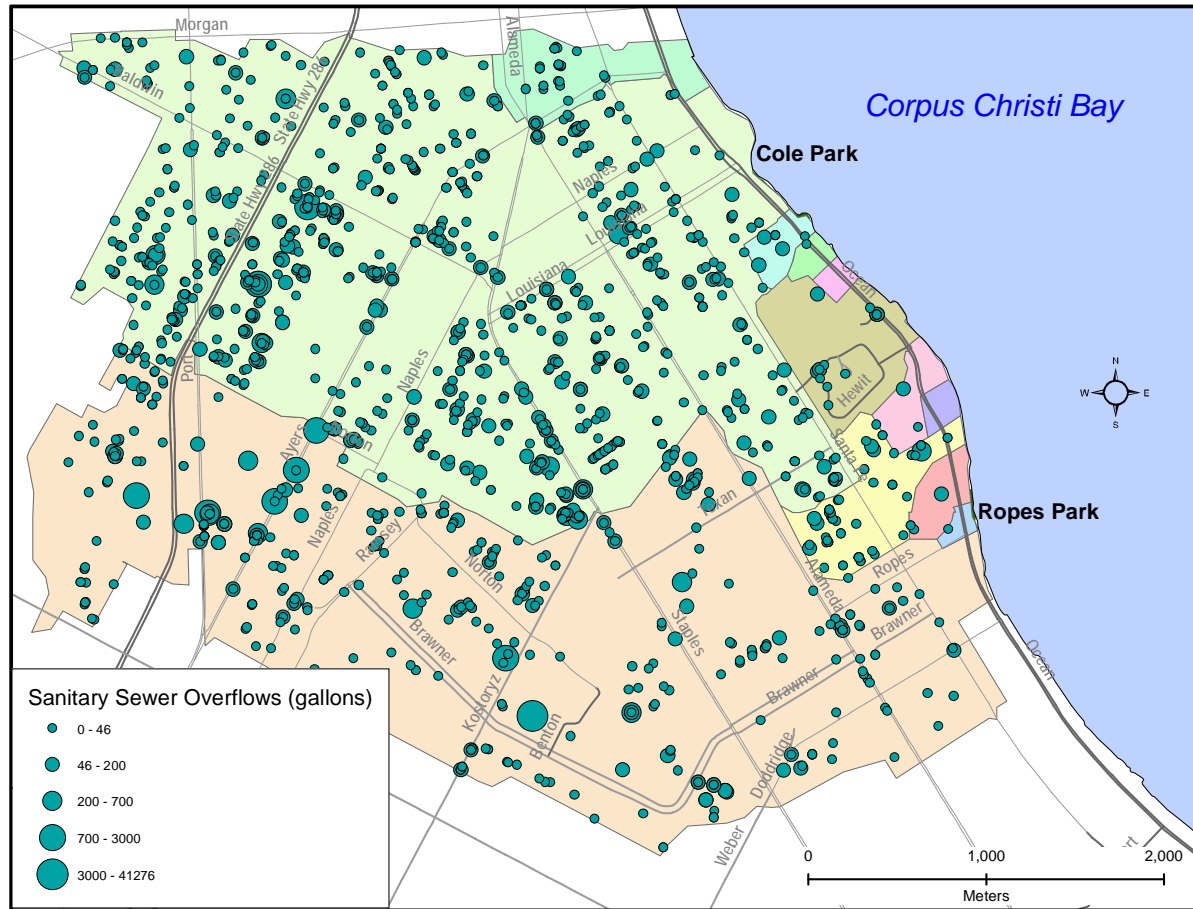 Morgan
Alameda
Baldwin
State Hwy 286
State Hwy 286
Corpus Christi Bay
Cole Park
Naples
Louisiana
Louisiana
Ocean
Port
Naples
Hewit
N
W
E
S
Ayers
Santa Fe
Texan
Ropes Park
Naples
Ramsey
Norton
Ropes
Alameda
Staples
Brawner
Brawner
Brawner
Ocean
Kostoryz
Benton
Doddridge
Weber
Sanitary Sewer Overflows (gallons)
0 - 46
46 - 200
200 - 700
700 - 3000
3000 - 41276
0
1,000
2,000
Meters